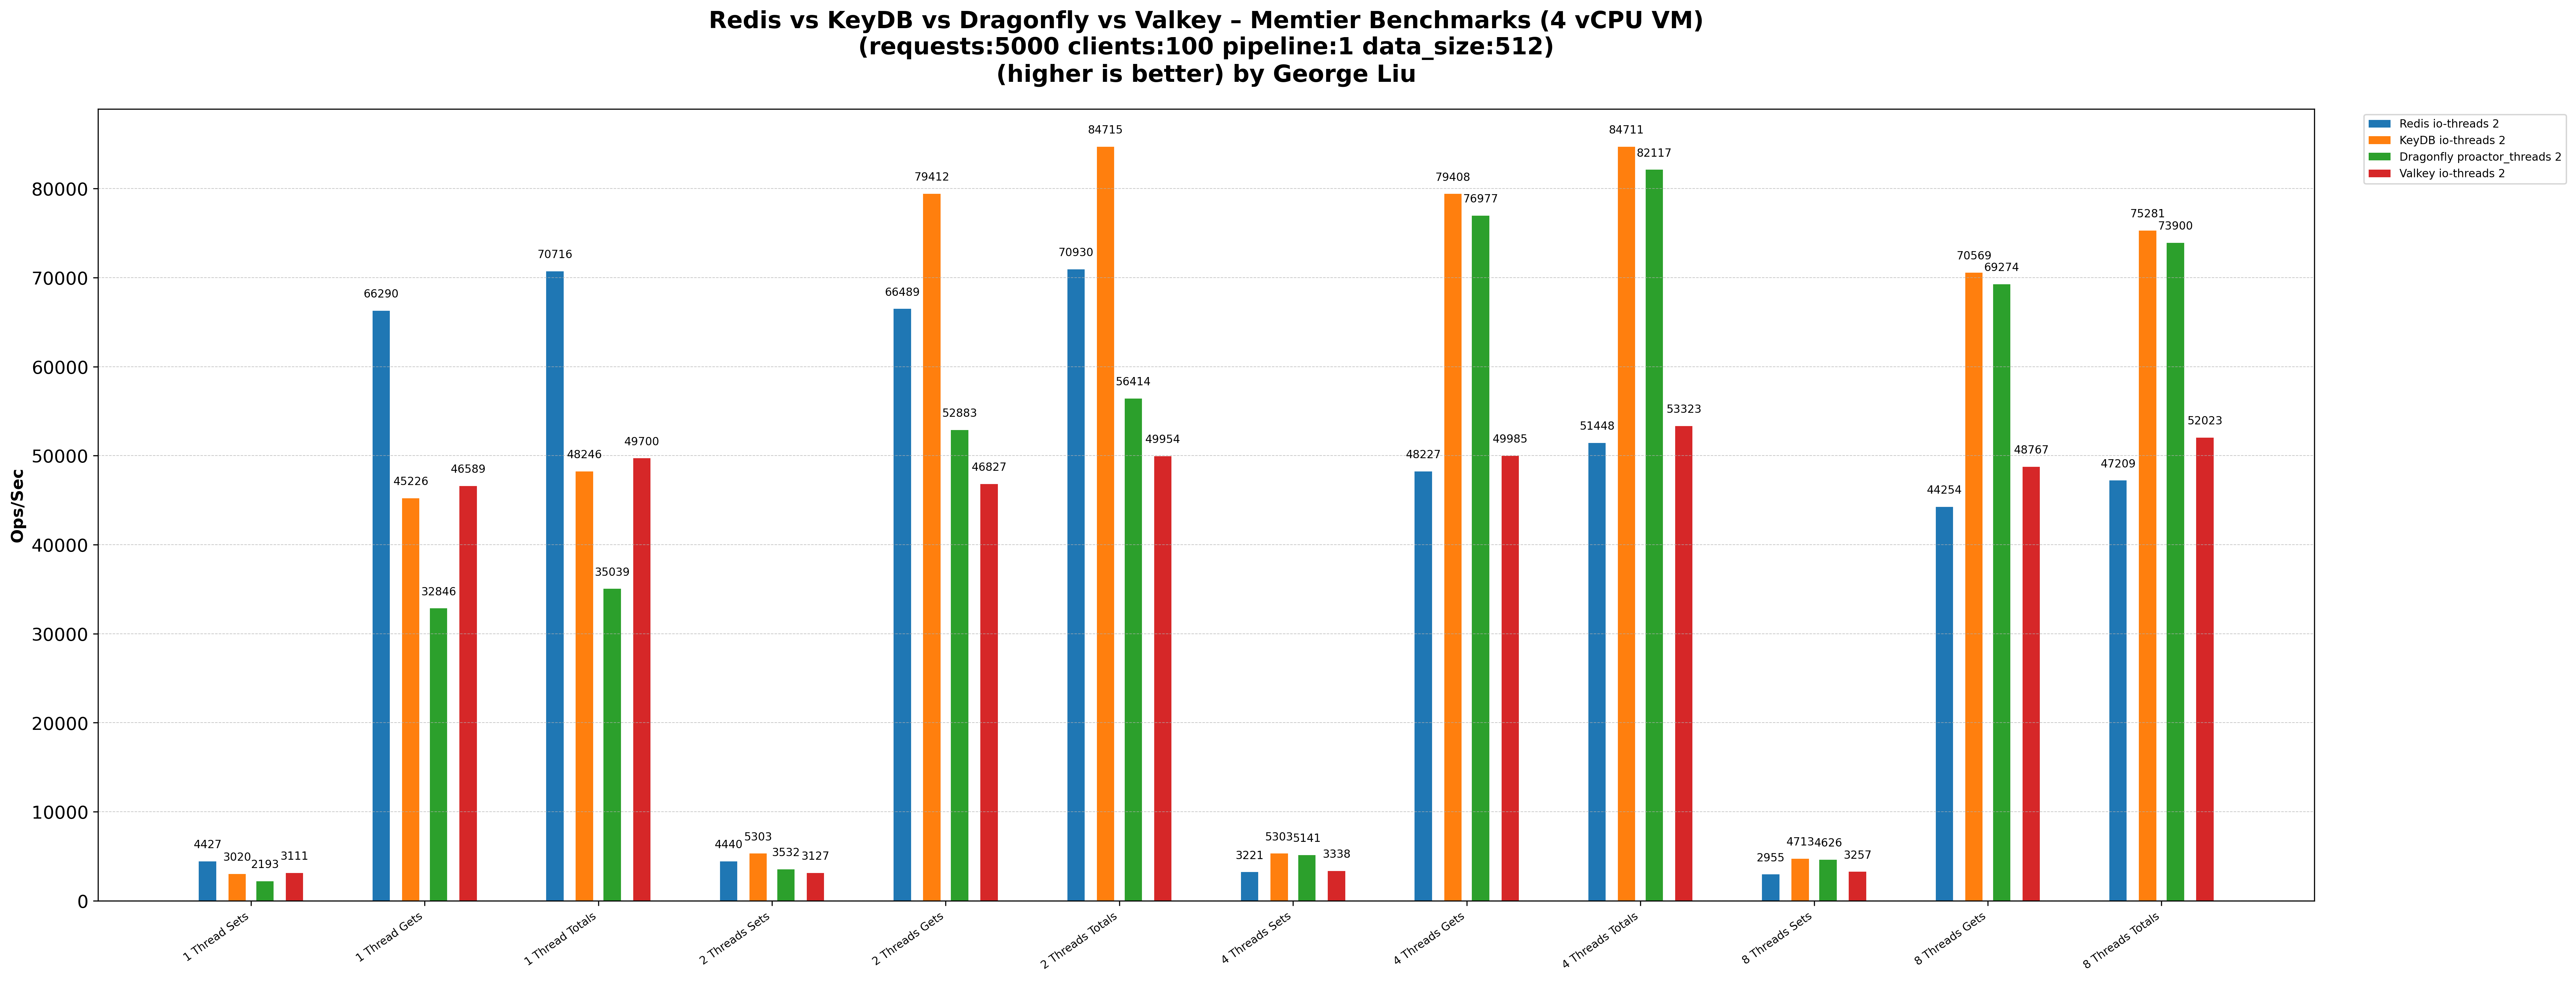 Redis vs KeyDB vs Dragonfly vs Valkey – Memtier Benchmarks (4 vCPU VM)
(requests:5000 clients:100 pipeline:1 data_size:512)
(higher is better) by George Liu
Redis io-threads 2
KeyDB io-threads 2
Dragonfly proactor_threads 2
Valkey io-threads 2
Ops/Sec
80000
70000
60000
50000
40000
30000
20000
10000
0
4427
3020
2193
3111
66290
45226
32846
46589
70716
48246
35039
49700
4440
5303
3532
3127
66489
79412
52883
46827
70930
84715
56414
49954
3221
5303
5141
3338
48227
79408
76977
49985
51448
84711
82117
53323
2955
4713
4626
3257
44254
70569
69274
48767
47209
75281
73900
52023
1 Thread Sets
1 Thread Gets
1 Thread Totals
2 Threads Sets
2 Threads Gets
2 Threads Totals
4 Threads Sets
4 Threads Gets
4 Threads Totals
8 Threads Sets
8 Threads Gets
8 Threads Totals